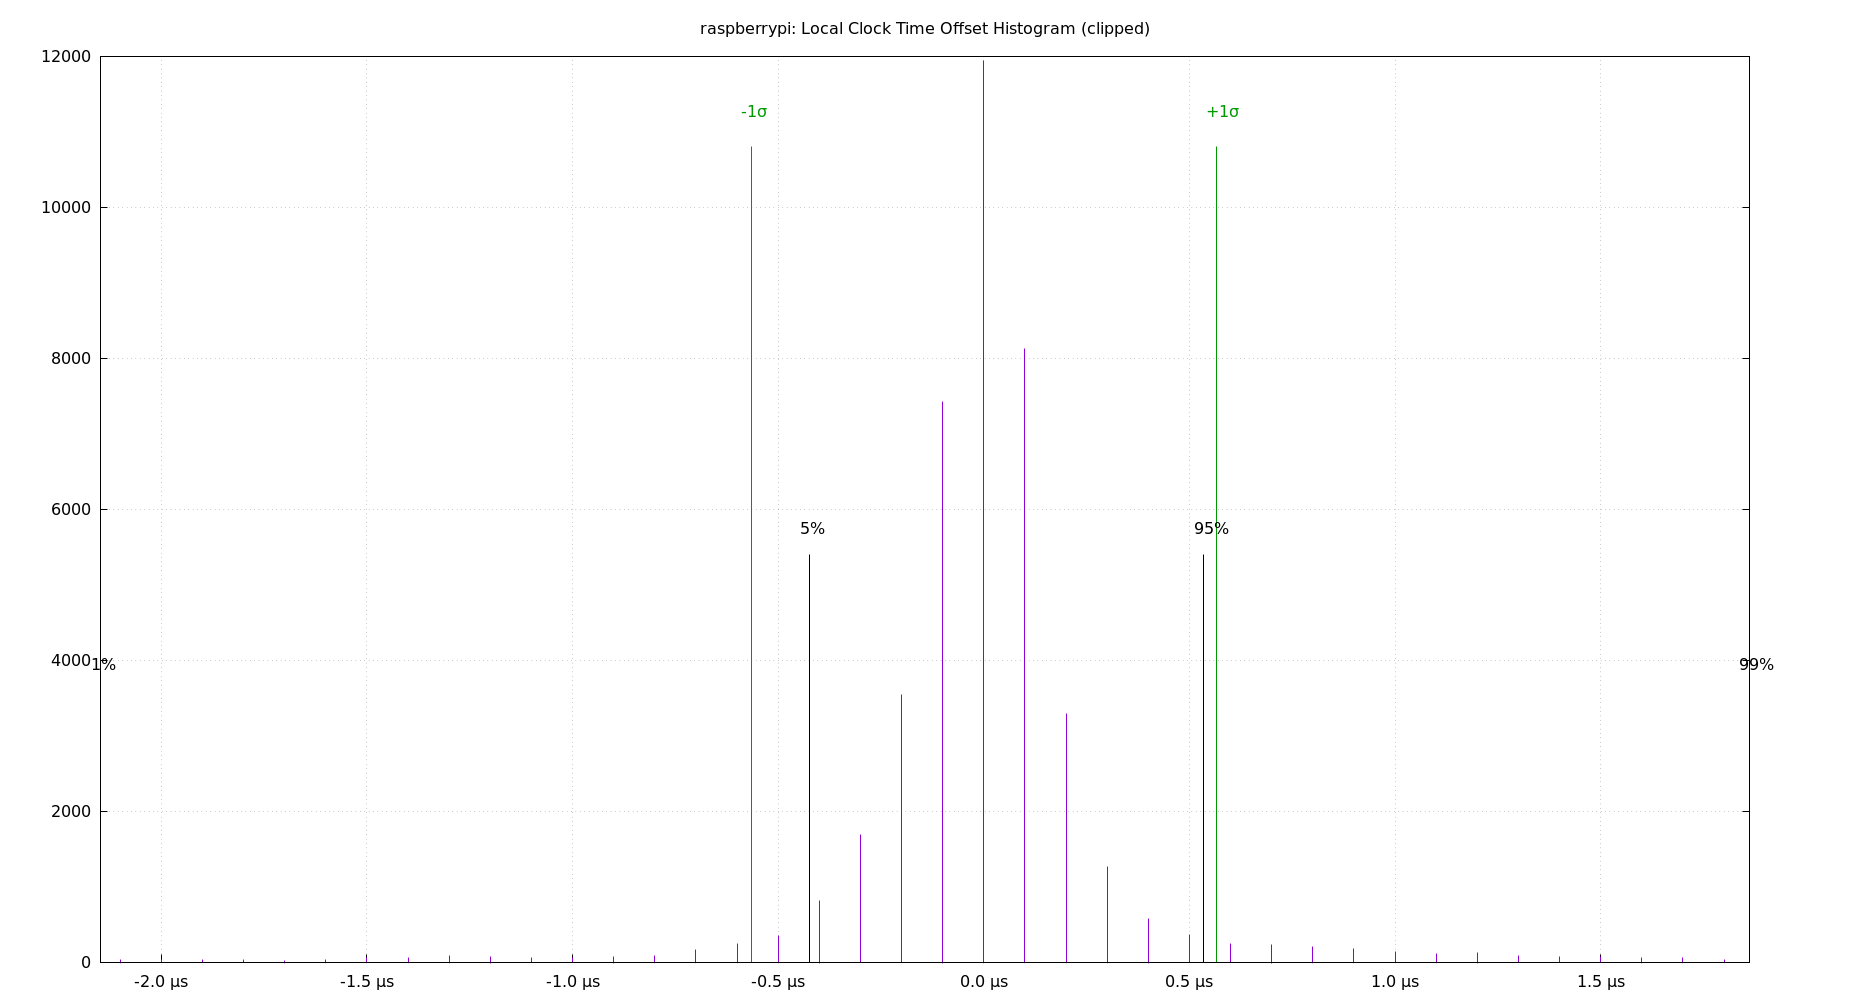 raspberrypi: Local Clock Time Offset Histogram (clipped)
12000
-1σ
+1σ
10000
8000
6000
5%
95%
4000
1%
99%
2000
0
-2.0 µs
-1.5 µs
-1.0 µs
-0.5 µs
0.0 µs
0.5 µs
1.0 µs
1.5 µs